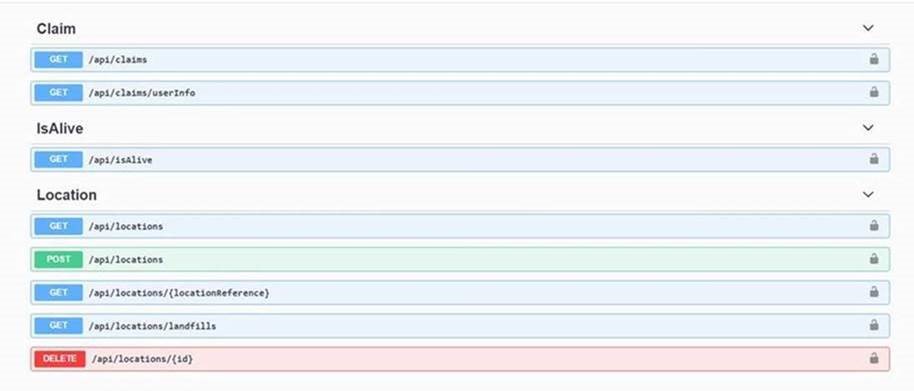 Claim
GET /api/claims
GET /api/claims/userInfo
IsAlive
GET /api/isAlive
Location
GET /api/locations
POST /api/locations
GET /api/locations/{locationReference}
GET /api/locations/landfills
DELETE /api/locations/{id}